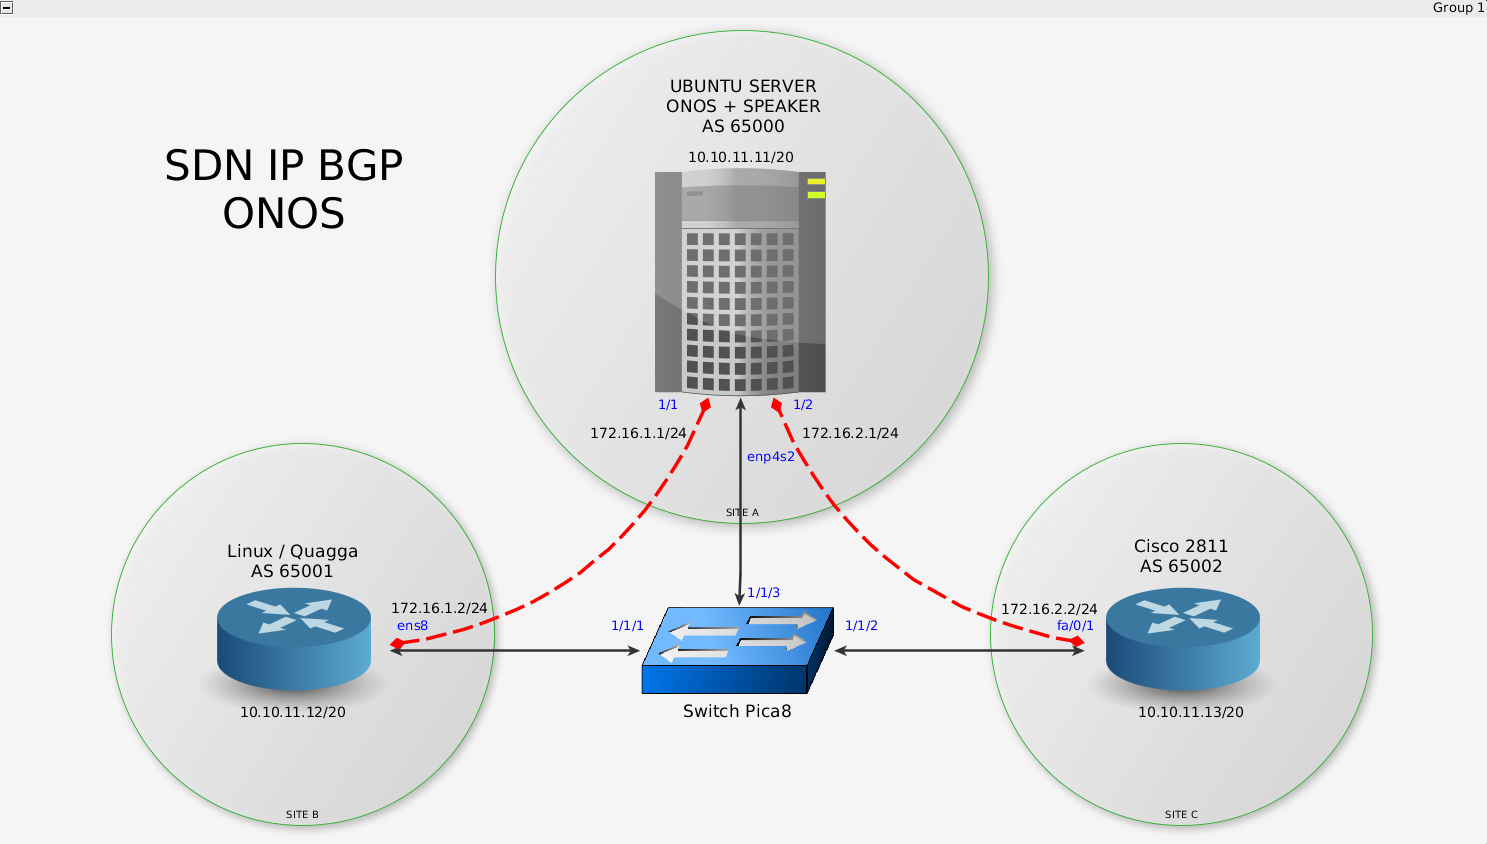 Group 1
SDN IP BGP
ONOS
UBUNTU SERVER
ONOS + SPEAKER
AS 65000
10.10.11.11/20
1/1
1/2
172.16.1.1/24
172.16.2.1/24
enp4s2
SITE A
Linux / Quagga
AS 65001
172.16.1.2/24
ens8
10.10.11.12/20
SITE B
1/1/3
1/1/1
1/1/2
Switch Pica8
Cisco 2811
AS 65002
172.16.2.2/24
fa/0/1
10.10.11.13/20
SITE C